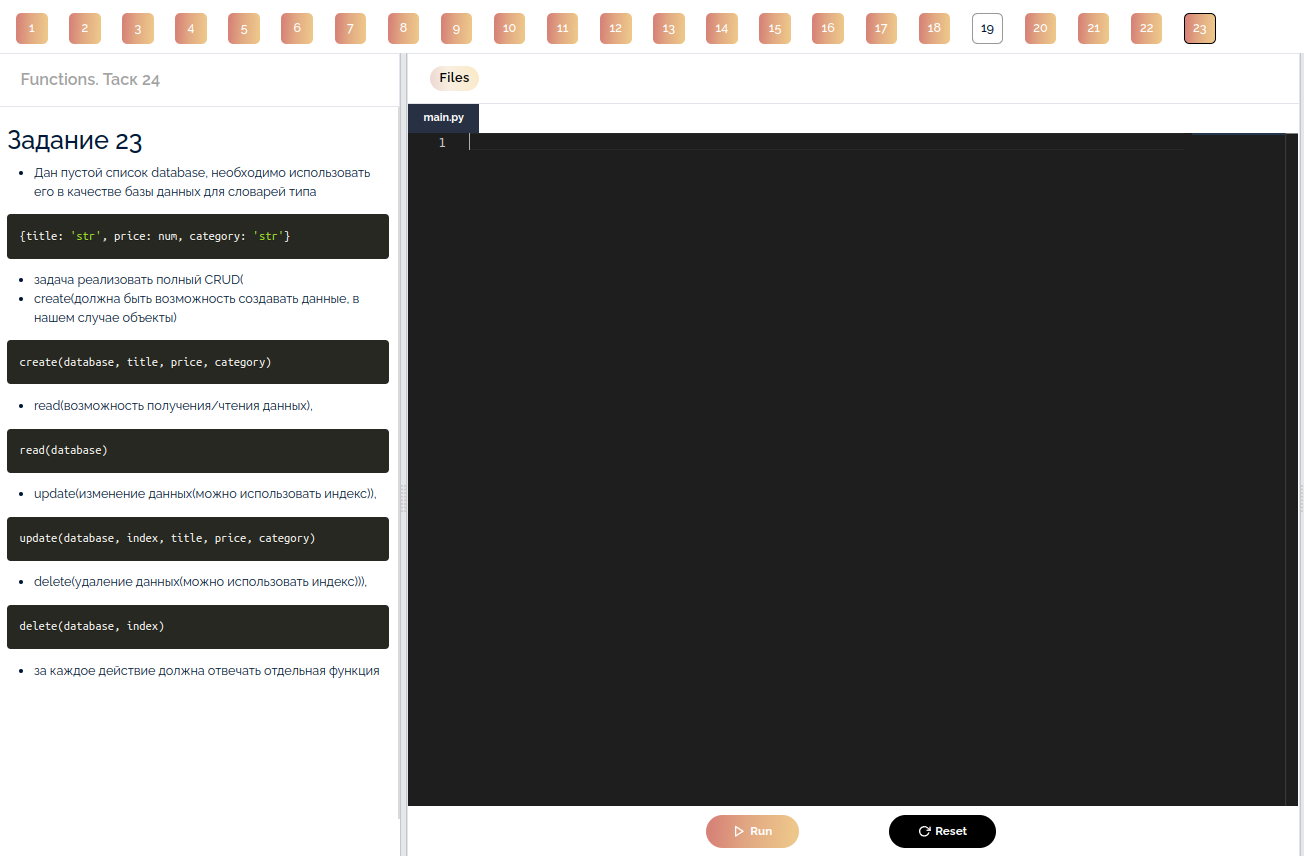 1 2 3 4 5 6 7 8 9 10 11 12 13 14 15 16 17 18 19 20 21 22 23
Functions. Таск 24
Files
main.py
1
Задание 23
Дан пустой список database, необходимо использовать
его в качестве базы данных для словарей типа
{title: 'str', price: num, category: 'str'}
задача реализовать полный CRUD(
create(должна быть возможность создавать данные, в
нашем случае объекты)
create(database, title, price, category)
read(возможность получения/чтения данных),
read(database)
update(изменение данных(можно использовать индекс)),
update(database, index, title, price, category)
delete(удаление данных(можно использовать индекс))),
delete(database, index)
за каждое действие должна отвечать отдельная функция
Run
Reset